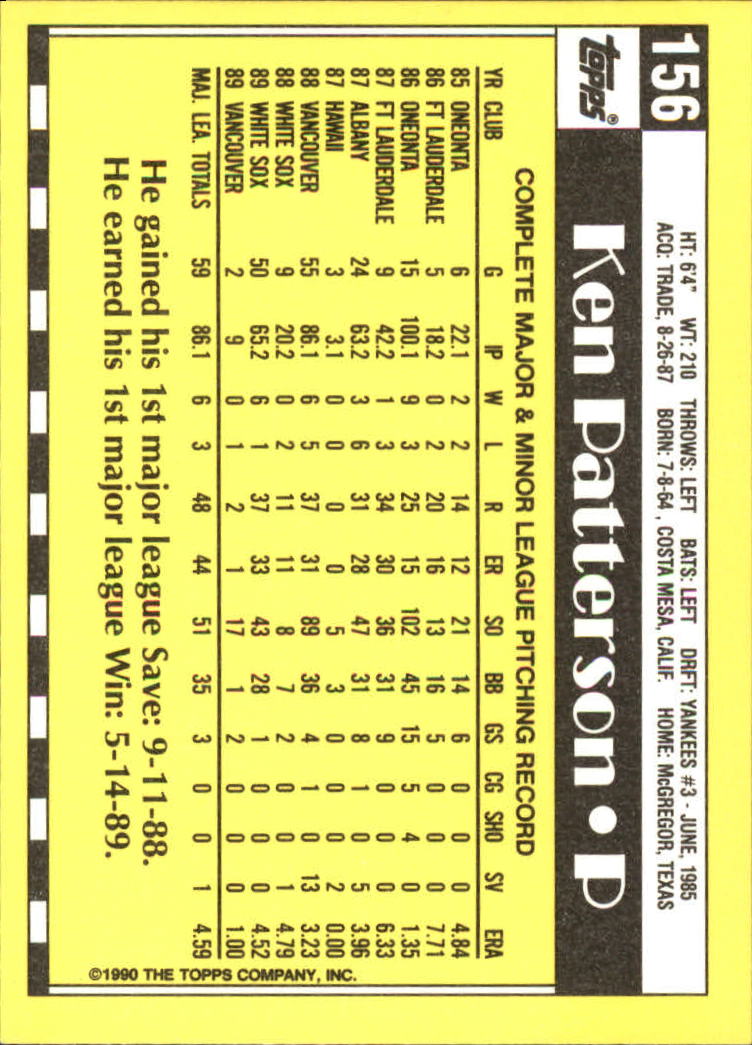 156
HT: 6'4" WT: 210 THROWS: LEFT BATS: LEFT DRFT: YANKEES #3 - JUNE, 1985
ACQ: TRADE, 8-26-87 BORN: 7-8-64, COSTA MESA, CALIF. HOME: McGREGOR, TEXAS
topps®
Ken Patterson • P
COMPLETE MAJOR & MINOR LEAGUE PITCHING RECORD
YR CLUB G IP W L R ER SO BB GS CG SHO SV ERA
85 ONEONTA 6 22.1 2 2 14 12 21 14 6 0 0 0 4.84
86 FT LAUDERDALE 5 18.2 0 2 20 16 13 16 5 0 0 0 7.71
86 ONEONTA 15 100.1 9 3 25 15 102 45 15 5 4 0 1.35
87 FT LAUDERDALE 9 42.2 1 3 34 30 36 31 9 0 0 0 6.33
87 ALBANY 24 63.2 3 6 31 28 47 31 8 1 0 5 3.96
87 HAWAII 3 3.1 0 0 0 0 5 3 0 0 0 2 0.00
88 VANCOUVER 55 86.1 6 5 37 31 89 36 4 1 0 13 3.23
88 WHITE SOX 9 20.2 0 2 11 11 8 7 2 0 0 1 4.79
89 WHITE SOX 50 65.2 6 1 37 33 43 28 1 0 0 0 4.52
89 VANCOUVER 2 9 0 1 2 1 17 1 2 0 0 0 1.00
MAJ. LEA. TOTALS 59 86.1 6 3 48 44 51 35 3 0 0 1 4.59
He gained his 1st major league Save: 9-11-88.
He earned his 1st major league Win: 5-14-89.
©1990 THE TOPPS COMPANY, INC.